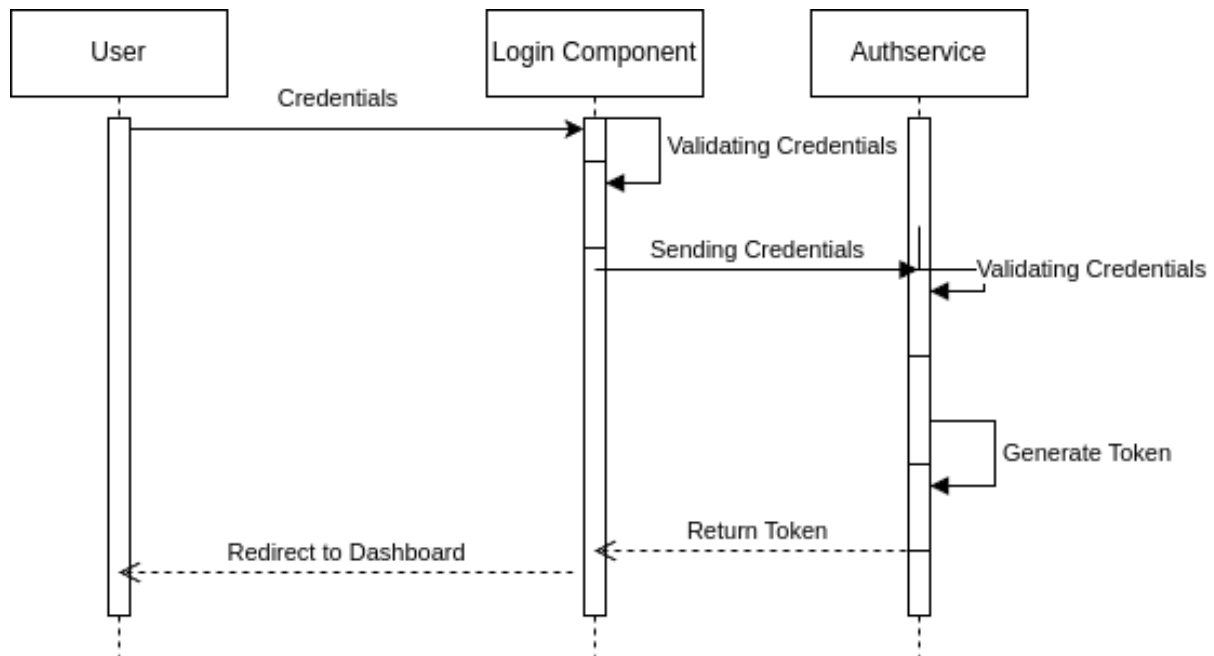 User
Login Component
Authservice
Credentials
Validating Credentials
Sending Credentials
Validating Credentials
Generate Token
Return Token
Redirect to Dashboard